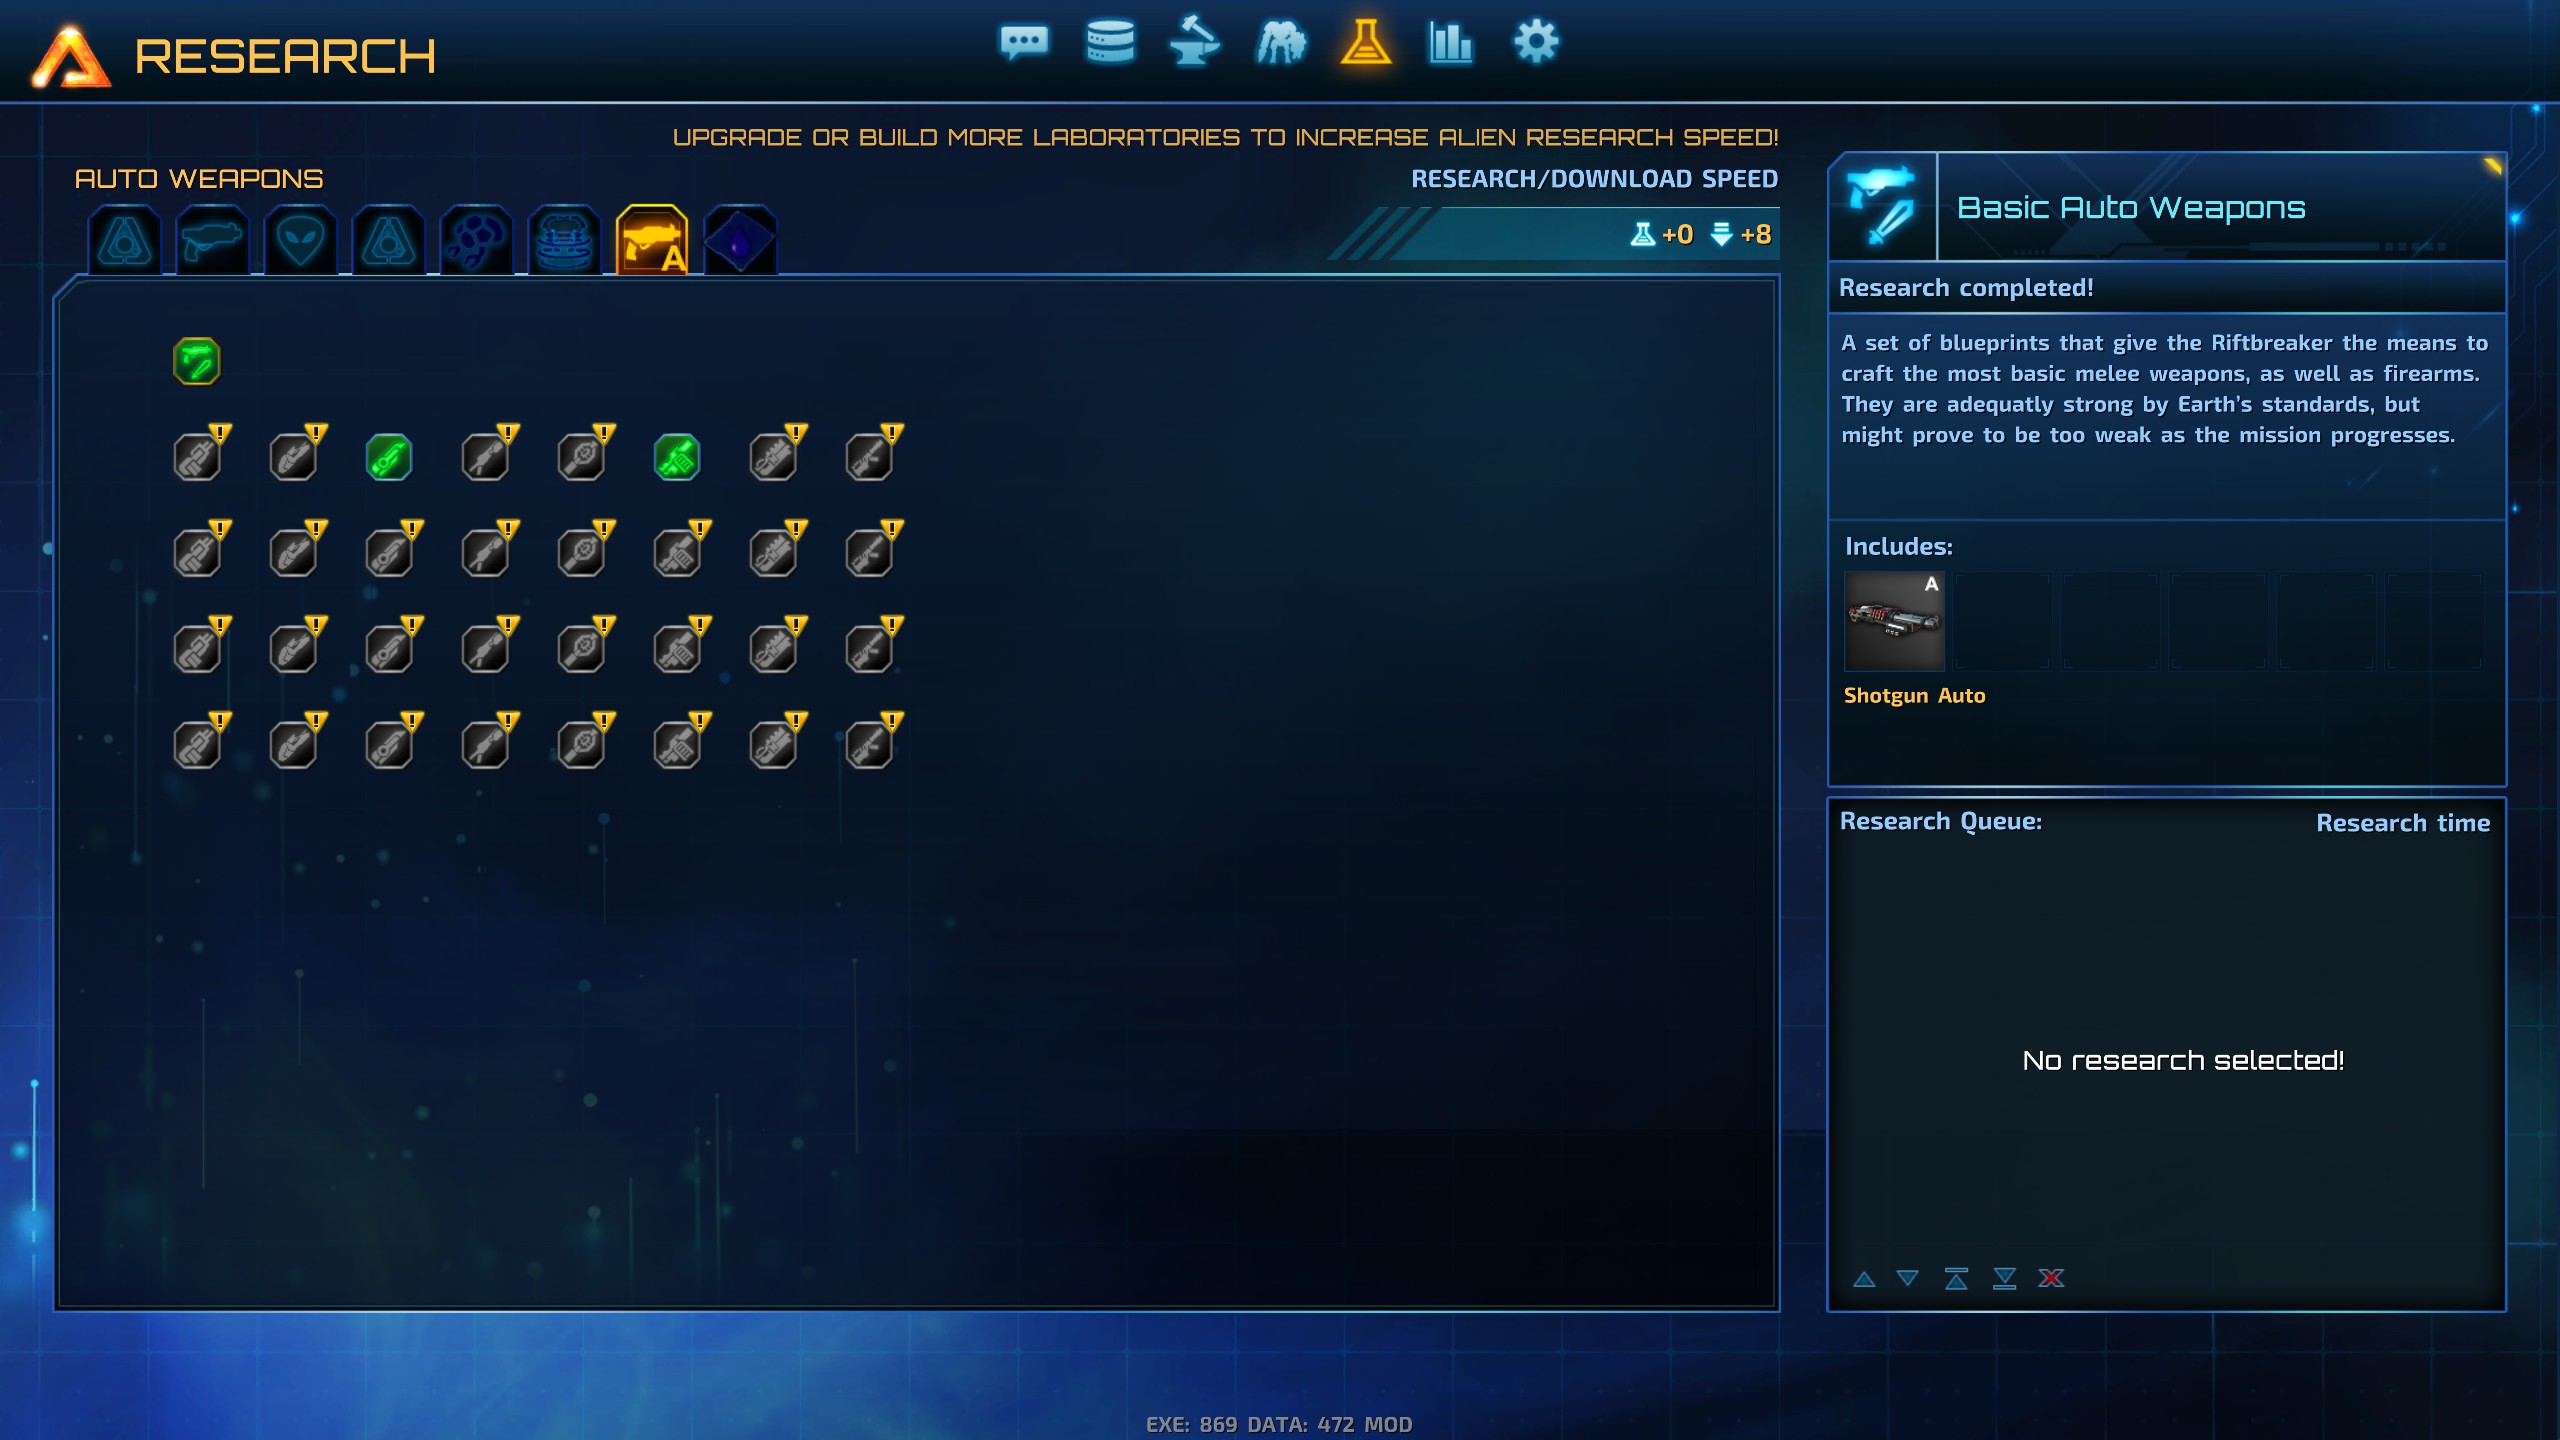 RESEARCH
UPGRADE OR BUILD MORE LABORATORIES TO INCREASE ALIEN RESEARCH SPEED!
AUTO WEAPONS
RESEARCH/DOWNLOAD SPEED
+0 +8
A
Basic Auto Weapons
Research completed!
A set of blueprints that give the Riftbreaker the means to
craft the most basic melee weapons, as well as firearms.
They are adequatly strong by Earth's standards, but
might prove to be too weak as the mission progresses.
Includes:
A
Shotgun Auto
Research Queue:
Research time
No research selected!
EXE: 869 DATA: 472 MOD